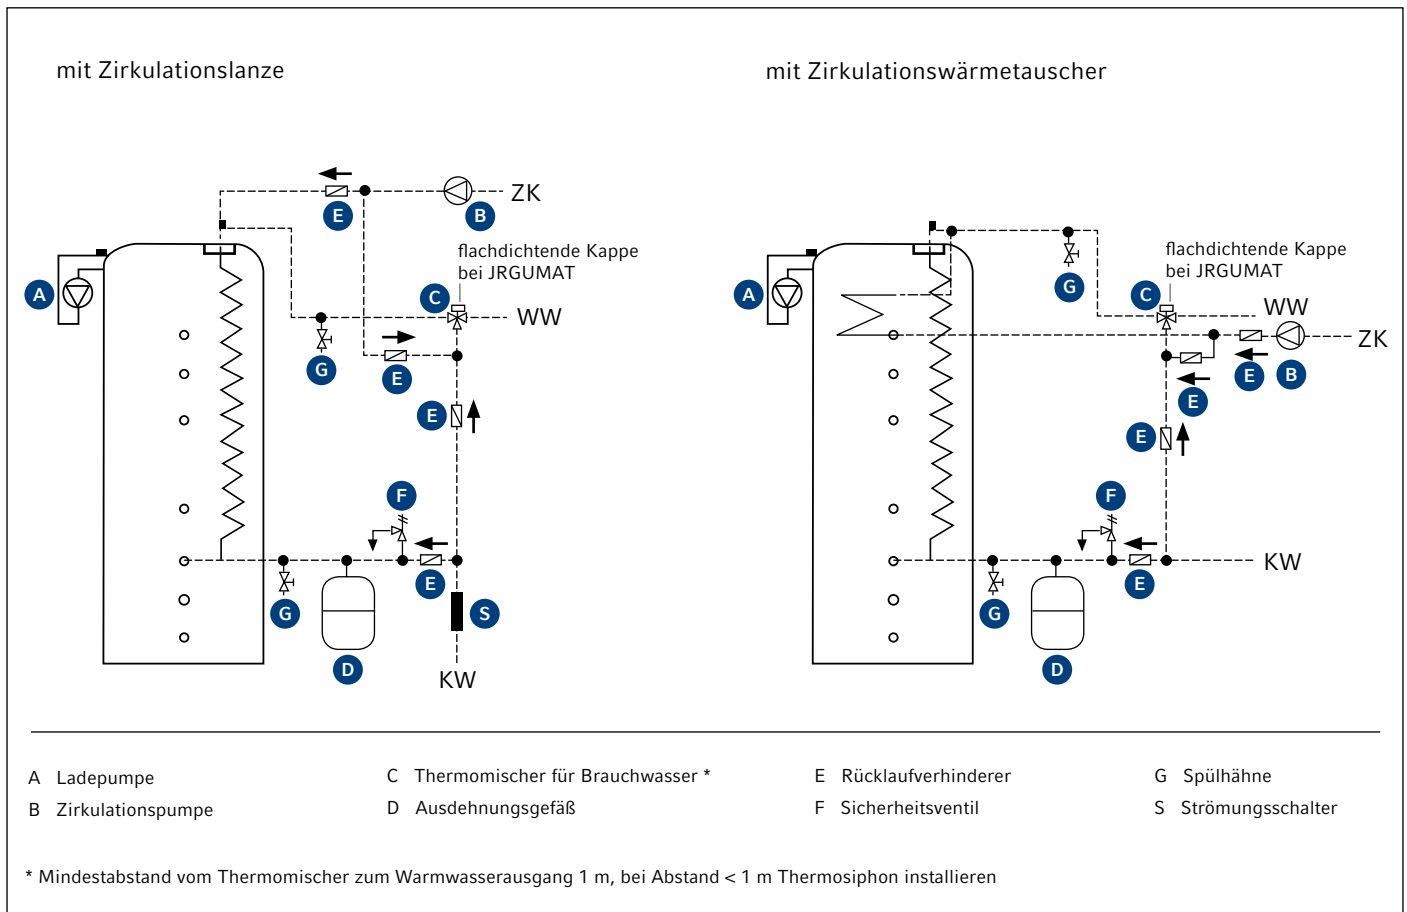 mit Zirkulationslanze
mit Zirkulationswärmetauscher
ZK
E
B
flachdichtende Kappe
bei JRGUMAT
A
C
WW
G
E
E
F
E
G
S
D
KW
flachdichtende Kappe
bei JRGUMAT
A
G
C
WW
ZK
E
B
E
E
F
KW
E
G
D
A Ladepumpe
C Thermomischer für Brauchwasser *
E Rücklaufverhinderer
G Spülhähne
B Zirkulationspumpe
D Ausdehnungsgefäß
F Sicherheitsventil
S Strömungsschalter
* Mindestabstand vom Thermomischer zum Warmwasserausgang 1 m, bei Abstand < 1 m Thermosiphon installieren